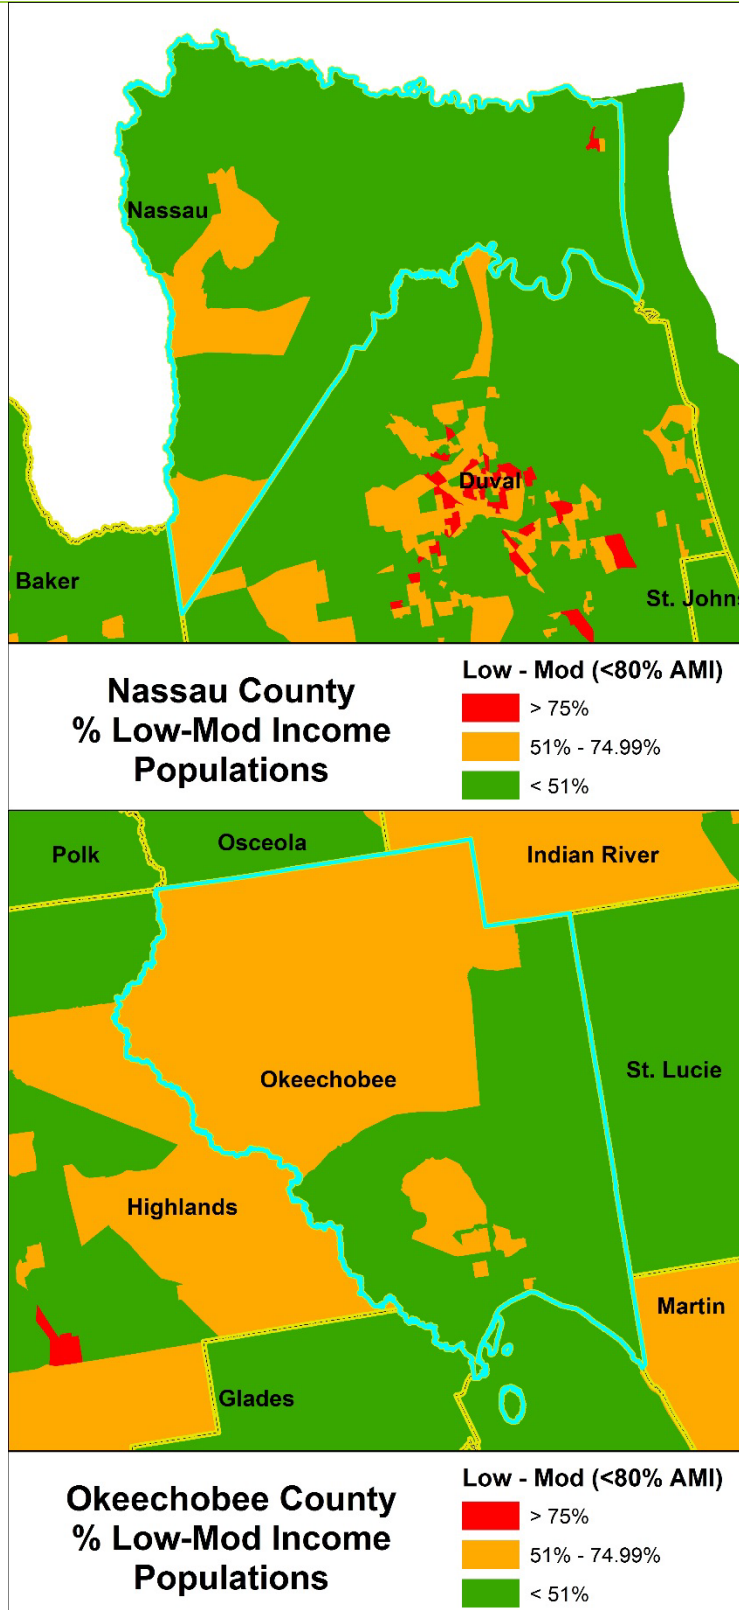 Nassau
Duval
Baker
St. Johns
Nassau County
% Low-Mod Income
Populations
Low - Mod (<80% AMI)
> 75%
51% - 74.99%
< 51%
Polk
Osceola
Indian River
Okeechobee
St. Lucie
Highlands
Martin
Glades
Okeechobee County
% Low-Mod Income
Populations
Low - Mod (<80% AMI)
> 75%
51% - 74.99%
< 51%